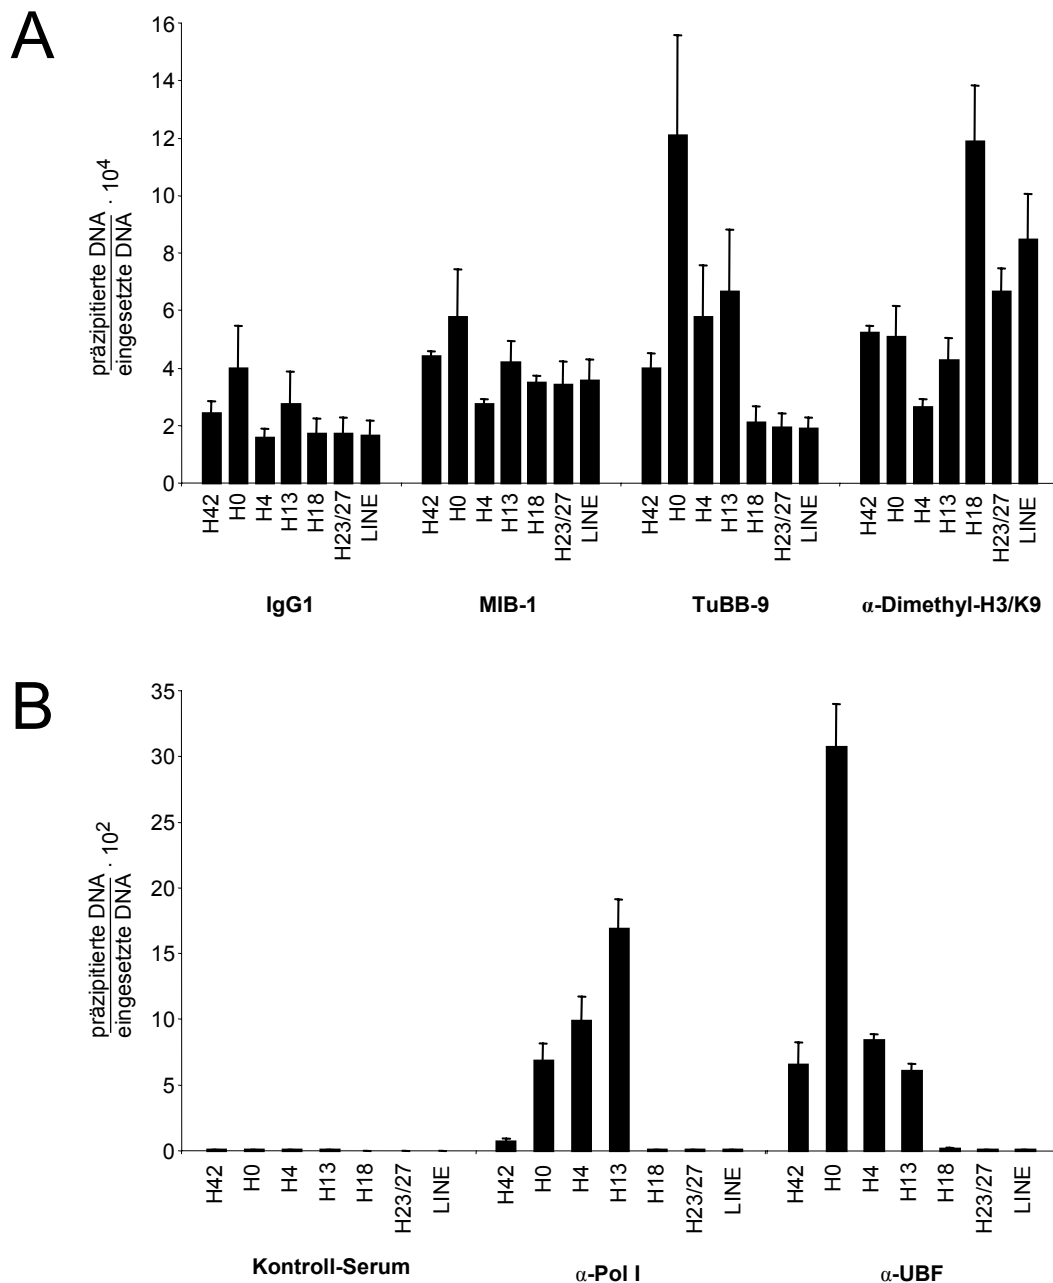 A
16
14
12
10
8
6
4
2
0
präzipitierte DNA · 10⁴
eingesetzte DNA
H42 H0 H4 H13 H18 H23/27 LINE H42 H0 H4 H13 H18 H23/27 LINE H42 H0 H4 H13 H18 H23/27 LINE H42 H0 H4 H13 H18 H23/27 LINE
IgG1 MIB-1 TuBB-9 α-Dimethyl-H3/K9
B
35
30
25
20
15
10
5
0
präzipitierte DNA · 10²
eingesetzte DNA
H42 H0 H4 H13 H18 H23/27 LINE H42 H0 H4 H13 H18 H23/27 LINE H42 H0 H4 H13 H18 H23/27 LINE
Kontroll-Serum α-Pol I α-UBF